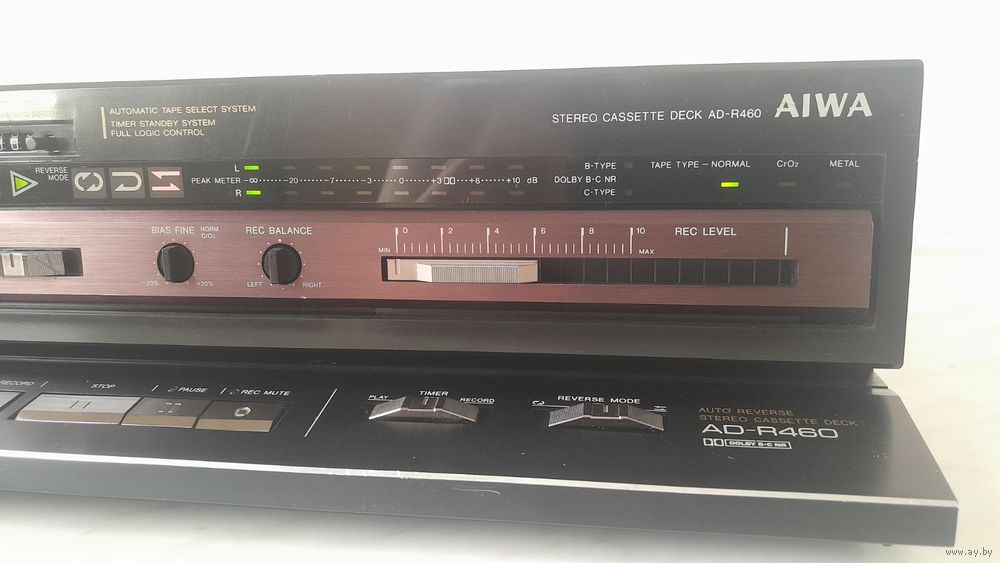 AUTOMATIC TAPE SELECT SYSTEM
TIMER STANDBY SYSTEM
FULL LOGIC CONTROL
STEREO CASSETTE DECK AD-R460 AIWA
REVERSE
MODE
L
PEAK METER -∞ -20 -7 -3 0 +3 +6 +10 dB
R
B-TYPE
DOLBY B-C NR
C-TYPE
TAPE TYPE - NORMAL CrO2 METAL
BIAS FINE NORM
CrO2
-20% +20%
REC BALANCE
LEFT RIGHT
0 2 4 6 8 10 REC LEVEL
MIN MAX
RECORD STOP PAUSE REC MUTE
TIMER
PLAY RECORD
REVERSE MODE
AUTO REVERSE
STEREO CASSETTE DECK
AD-R460
DOLBY B-C NR
www.ay.by